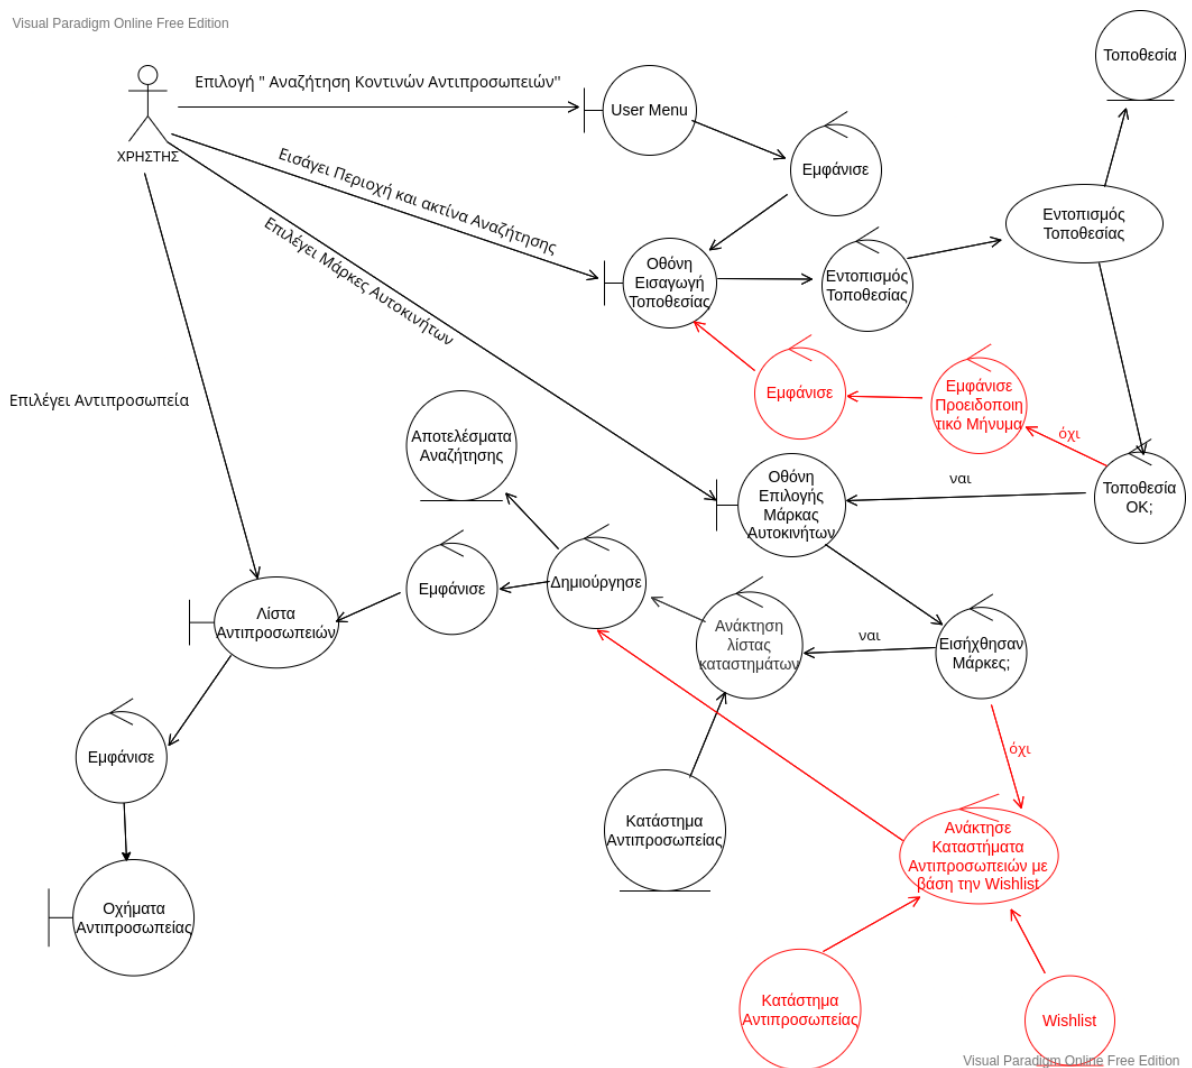 Visual Paradigm Online Free Edition
Τοποθεσία
Επιλογή " Αναζήτηση Κοντινών Αντιπροσωπειών"
User Menu
ΧΡΗΣΤΗΣ
Εμφάνισε
Εισάγει Περιοχή και ακτίνα Αναζήτησης
Επιλέγει Μάρκες Αυτοκινήτων
Εντοπισμός
Τοποθεσίας
Οθόνη
Εισαγωγή
Τοποθεσίας
Εντοπισμός
Τοποθεσίας
Επιλέγει Αντιπροσωπεία
Εμφάνισε
Εμφάνισε
Προειδοποιη
τικό Μήνυμα
όχι
Αποτελέσματα
Αναζήτησης
Οθόνη
Επιλογής
Μάρκας
Αυτοκινήτων
ναι
Τοποθεσία
OK;
Εμφάνισε
Δημιούργησε
Λίστα
Αντιπροσωπειών
Ανάκτηση
λίστας
καταστημάτων
ναι
Εισήχθησαν
Μάρκες;
Εμφάνισε
όχι
Κατάστημα
Αντιπροσωπείας
Ανάκτησε
Καταστήματα
Αντιπροσωπειών με
βάση την Wishlist
Οχήματα
Αντιπροσωπείας
Κατάστημα
Αντιπροσωπείας
Wishlist
Visual Paradigm Online Free Edition